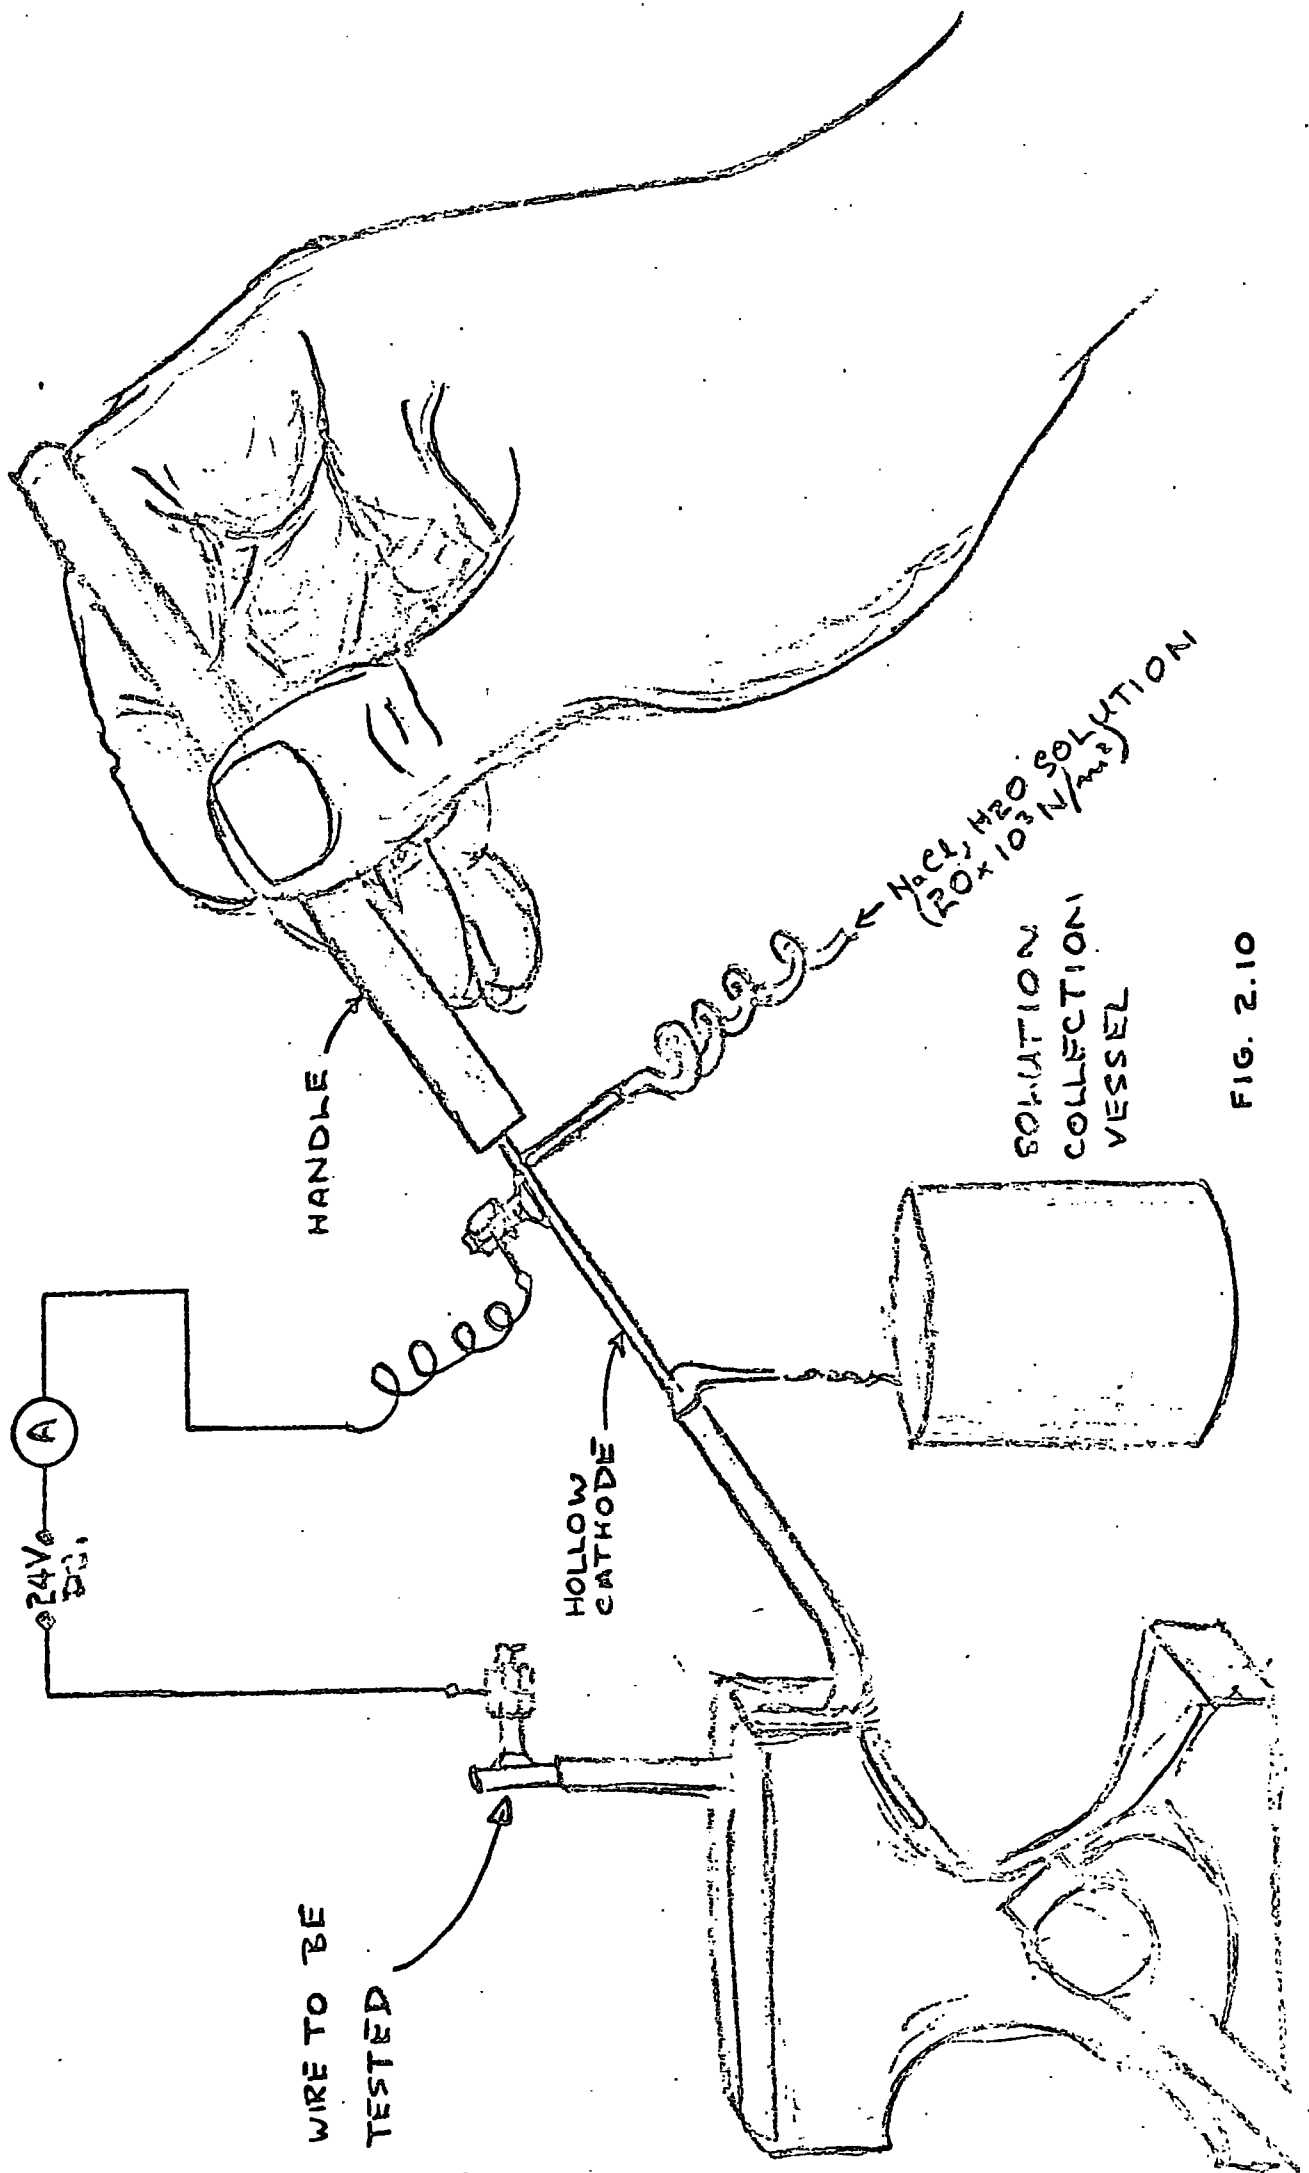 24V
D.C.
A
WIRE TO BE
TESTED
HANDLE
HOLLOW
CATHODE
NaCl, H2O SOLUTION
(20 x 10³ N/m²)
SOLUTION
COLLECTION
VESSEL
FIG. 2.10